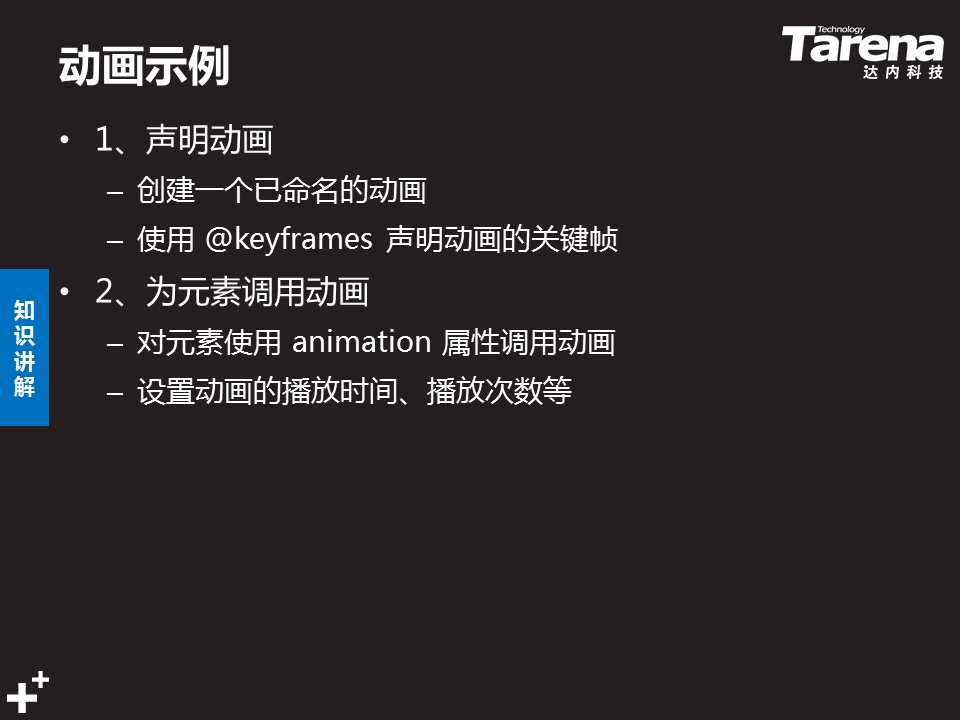 动画示例
Technology
Tarena
达内科技
• 1、声明动画
– 创建一个已命名的动画
– 使用 @keyframes 声明动画的关键帧
• 2、为元素调用动画
– 对元素使用 animation 属性调用动画
– 设置动画的播放时间、播放次数等
知识讲解